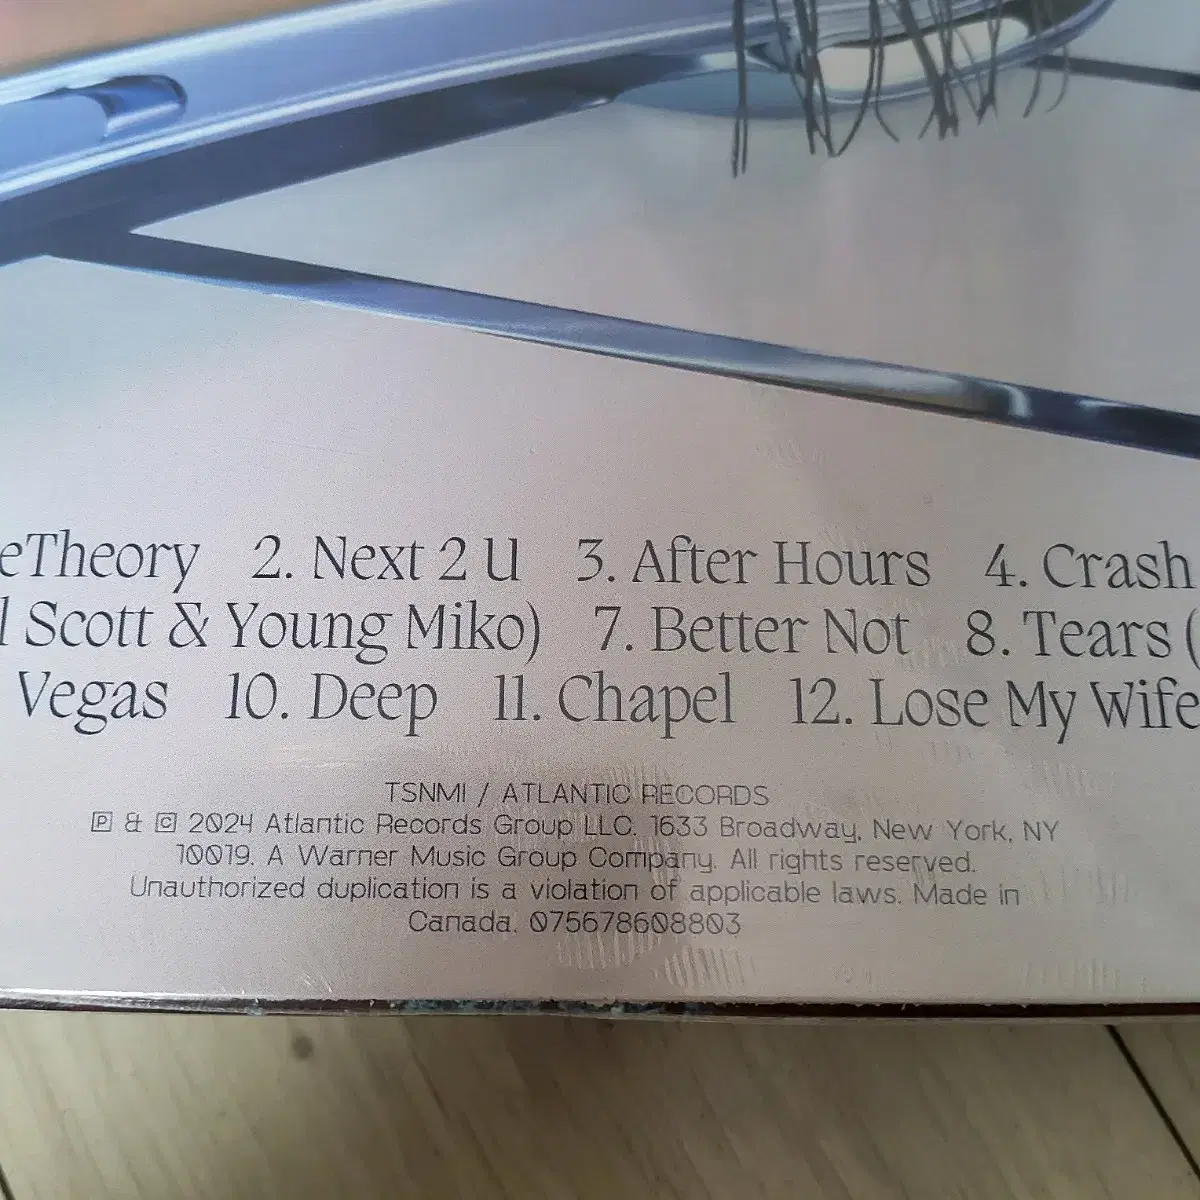 eTheory 2. Next 2 U 3. After Hours 4. Crash
l Scott & Young Miko) 7. Better Not 8. Tears (
Vegas 10. Deep 11. Chapel 12. Lose My Wife
TSNMI / ATLANTIC RECORDS
℗ & © 2024 Atlantic Records Group LLC. 1633 Broadway, New York, NY
10019. A Warner Music Group Company. All rights reserved.
Unauthorized duplication is a violation of applicable laws. Made in
Canada. 075678608803